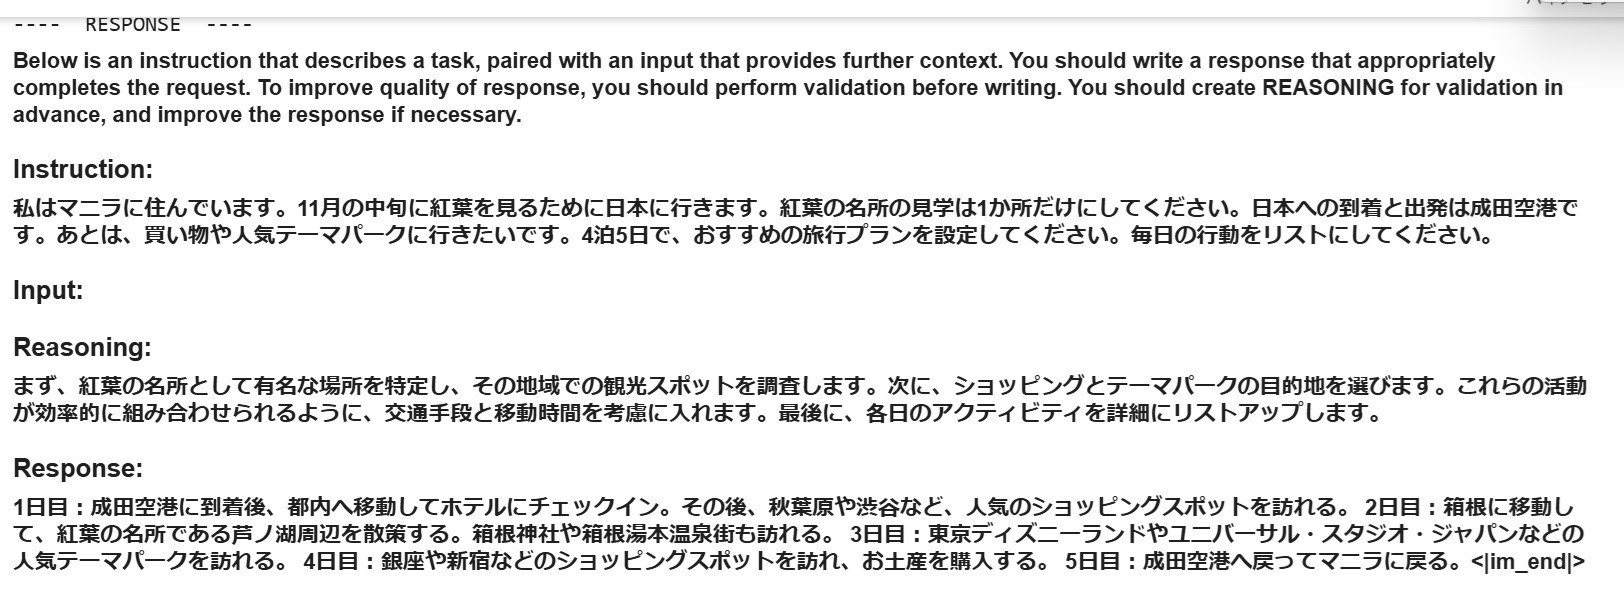 ---- RESPONSE ----
Below is an instruction that describes a task, paired with an input that provides further context. You should write a response that appropriately
completes the request. To improve quality of response, you should perform validation before writing. You should create REASONING for validation in
advance, and improve the response if necessary.
Instruction:
私はマニラに住んでいます。11月の中旬に紅葉を見るために日本に行きます。紅葉の名所の見学は1か所だけにしてください。日本への到着と出発は成田空港で
す。あとは、買い物や人気テーマパークに行きたいです。4泊5日で、おすすめの旅行プランを設定してください。毎日の行動をリストにしてください。
Input:
Reasoning:
まず、紅葉の名所として有名な場所を特定し、その地域での観光スポットを調査します。次に、ショッピングとテーマパークの目的地を選びます。これらの活動
が効率的に組み合わせられるように、交通手段と移動時間を考慮に入れます。最後に、各日のアクティビティを詳細にリストアップします。
Response:
1日目：成田空港に到着後、都内へ移動してホテルにチェックイン。その後、秋葉原や渋谷など、人気のショッピングスポットを訪れる。 2日目：箱根に移動し
て、紅葉の名所である芦ノ湖周辺を散策する。箱根神社や箱根湯本温泉街も訪れる。 3日目：東京ディズニーランドやユニバーサル・スタジオ・ジャパンなどの
人気テーマパークを訪れる。 4日目：銀座や新宿などのショッピングスポットを訪れ、お土産を購入する。 5日目：成田空港へ戻ってマニラに戻る。<|im_end|>